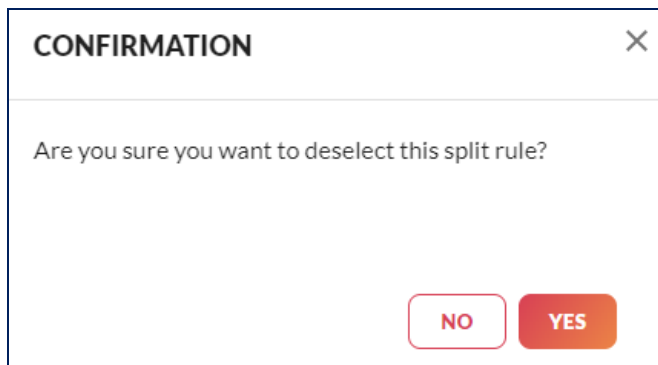 CONFIRMATION
Are you sure you want to deselect this split rule?
NO YES